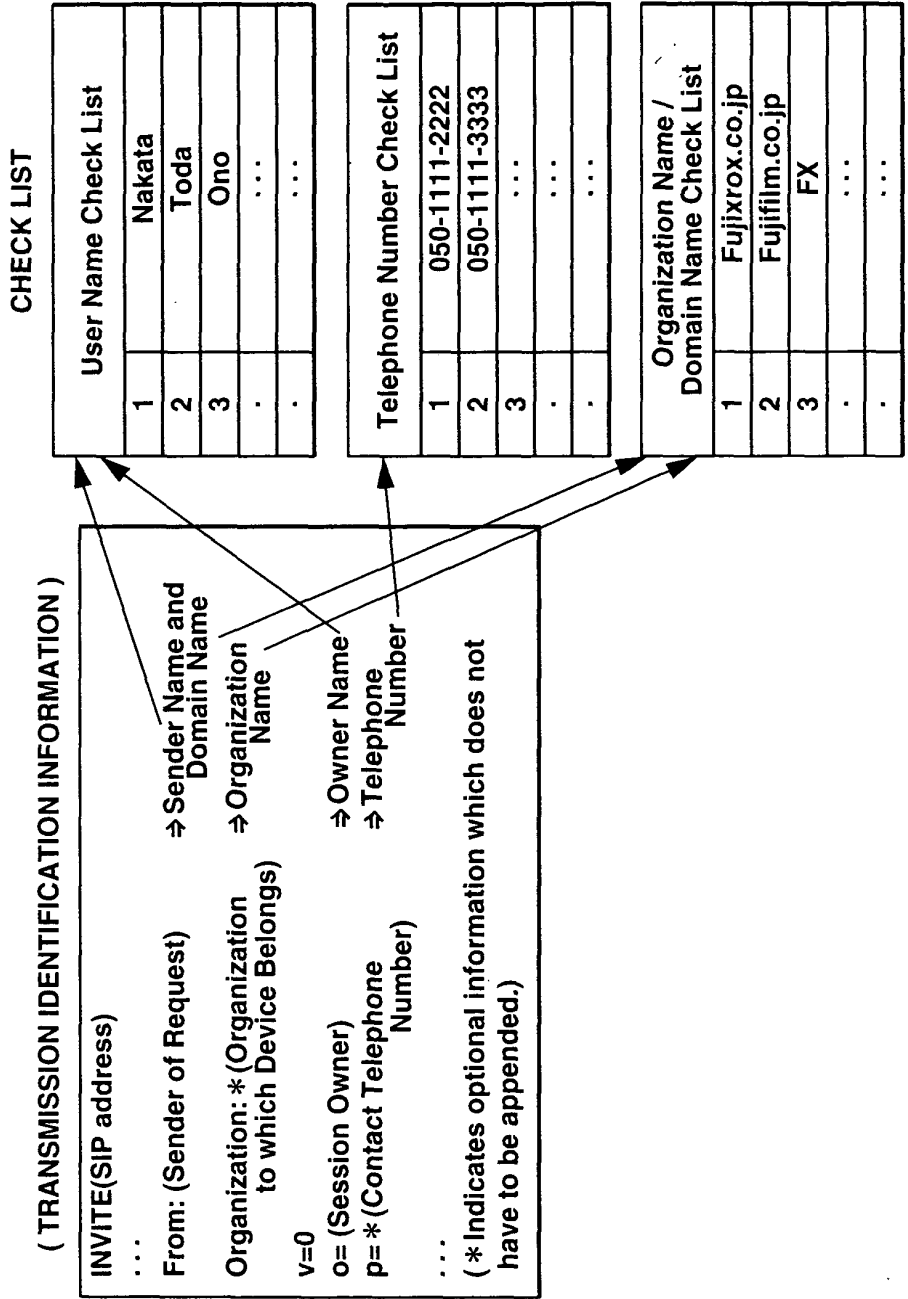 ( TRANSMISSION IDENTIFICATION INFORMATION )
INVITE(SIP address)
...
From: (Sender of Request)
⇒Sender Name and
Domain Name
Organization: *(Organization
to which Device Belongs)
⇒Organization
Name
v=0
o= (Session Owner)
⇒Owner Name
p=*(Contact Telephone
Number)
⇒Telephone
Number
...
(*Indicates optional information which does not
have to be appended.)
CHECK LIST
User Name Check List
1 Nakata
2 Toda
3 Ono
. ...
. ...
Telephone Number Check List
1 050-1111-2222
2 050-1111-3333
3 ...
. ...
. ...
Organization Name /
Domain Name Check List
1 Fujixrox.co.jp
2 Fujifilm.co.jp
3 FX
. ...
. ...